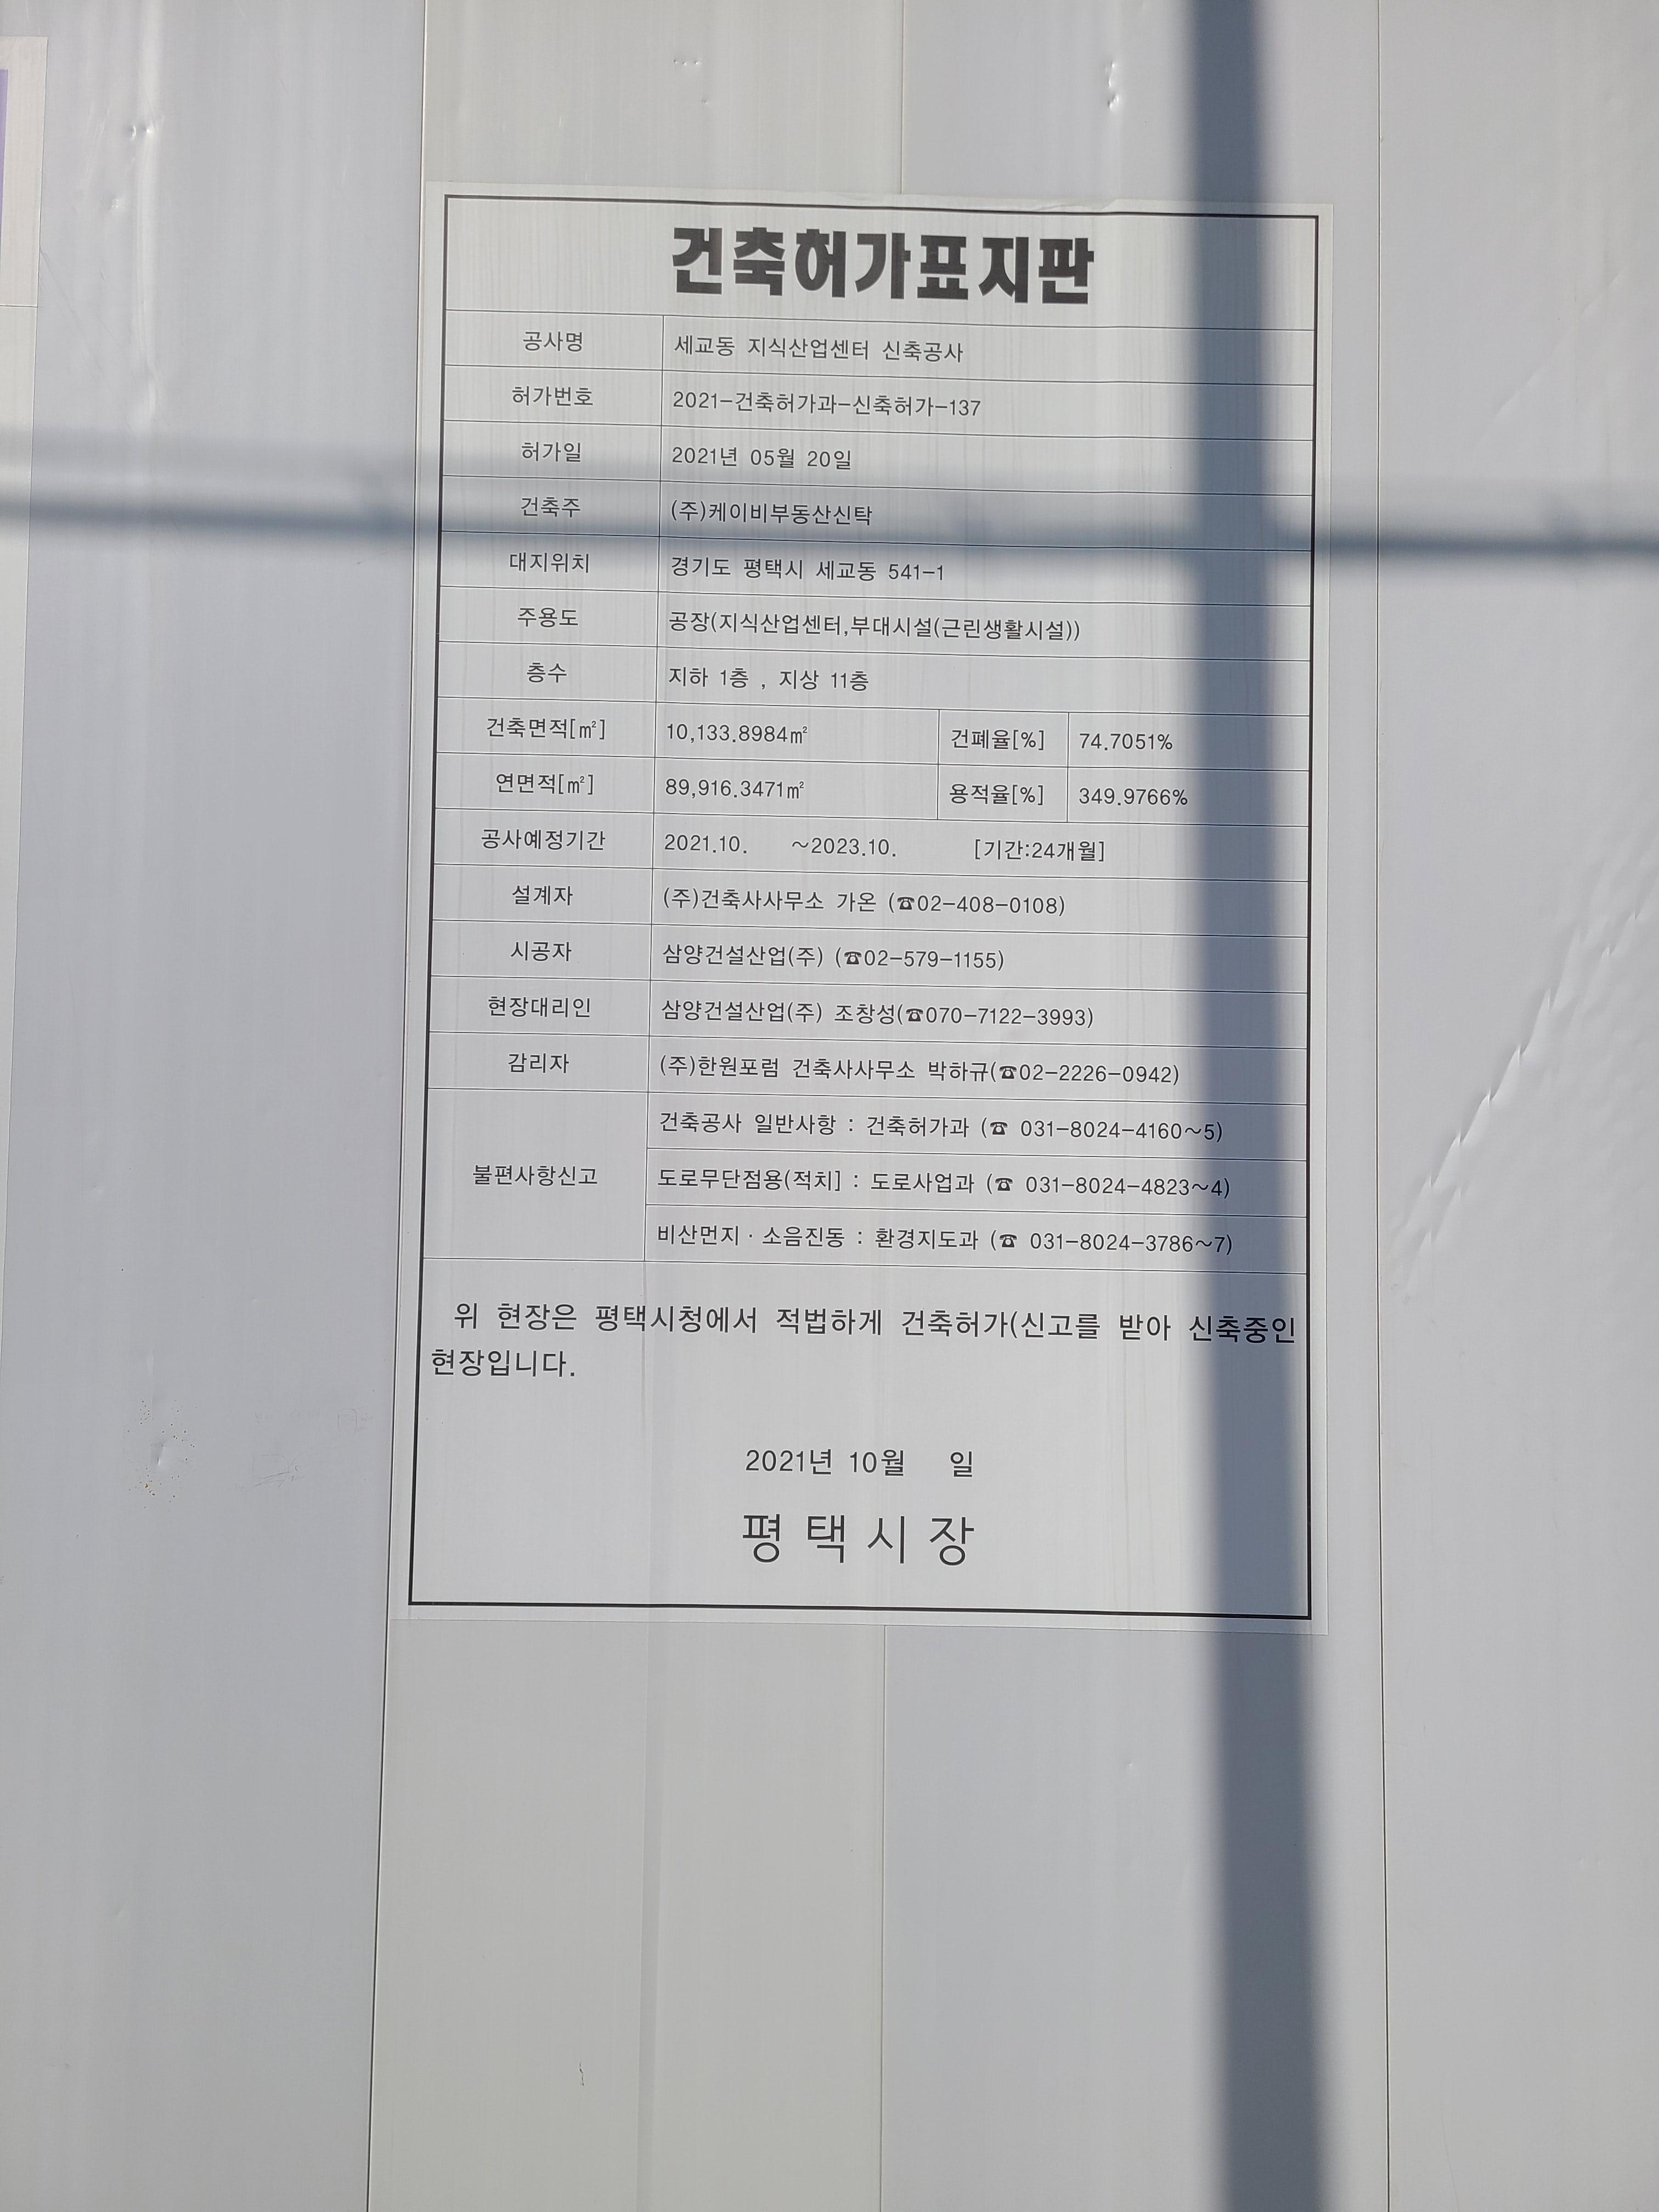 건축허가표지판
공사명 세교동 지식산업센터 신축공사
허가번호 2021-건축허가과-신축허가-137
허가일 2021년 05월 20일
건축주 (주)케이비부동산신탁
대지위치 경기도 평택시 세교동 541-1
주용도 공장(지식산업센터,부대시설(근린생활시설))
층수 지하 1층 , 지상 11층
건축면적[㎡] 10,133.8984㎡ 건폐율[%] 74.7051%
연면적[㎡] 89,916.3471㎡ 용적율[%] 349.9766%
공사예정기간 2021.10. ~2023.10. [기간:24개월]
설계자 (주)건축사사무소 가온 (☎02-408-0108)
시공자 삼양건설산업(주) (☎02-579-1155)
현장대리인 삼양건설산업(주) 조창성(☎070-7122-3993)
감리자 (주)한원포럼 건축사사무소 박하규(☎02-2226-0942)
불편사항신고 건축공사 일반사항 : 건축허가과 (☎ 031-8024-4160~5)
도로무단점용(적치] : 도로사업과 (☎ 031-8024-4823~4)
비산먼지 · 소음진동 : 환경지도과 (☎ 031-8024-3786~7)
위 현장은 평택시청에서 적법하게 건축허가(신고를 받아 신축중인
현장입니다.
2021년 10월 일
평택시장